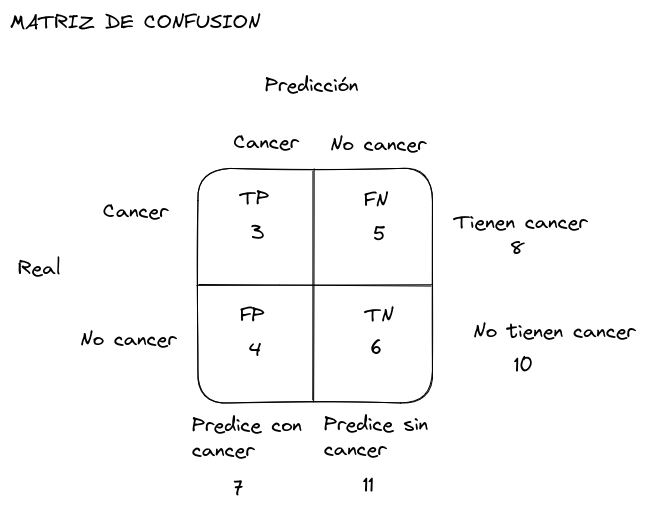 MATRIZ DE CONFUSION
Predicción
Cancer No cancer
TP FN
Cancer
3 5
Tienen cancer
8
Real
FP TN
No cancer
4 6
No tienen cancer
10
Predice con Predice sin
cancer cancer
7 11